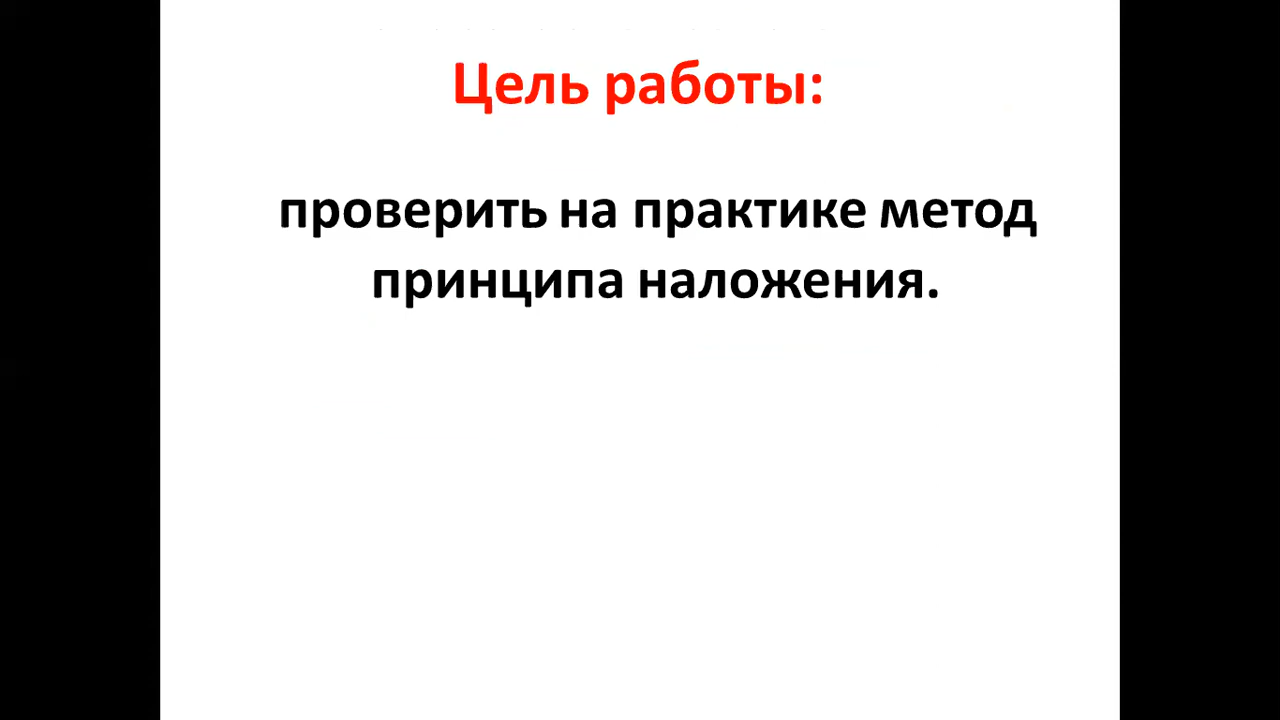 Цель работы:
проверить на практике метод
принципа наложения.